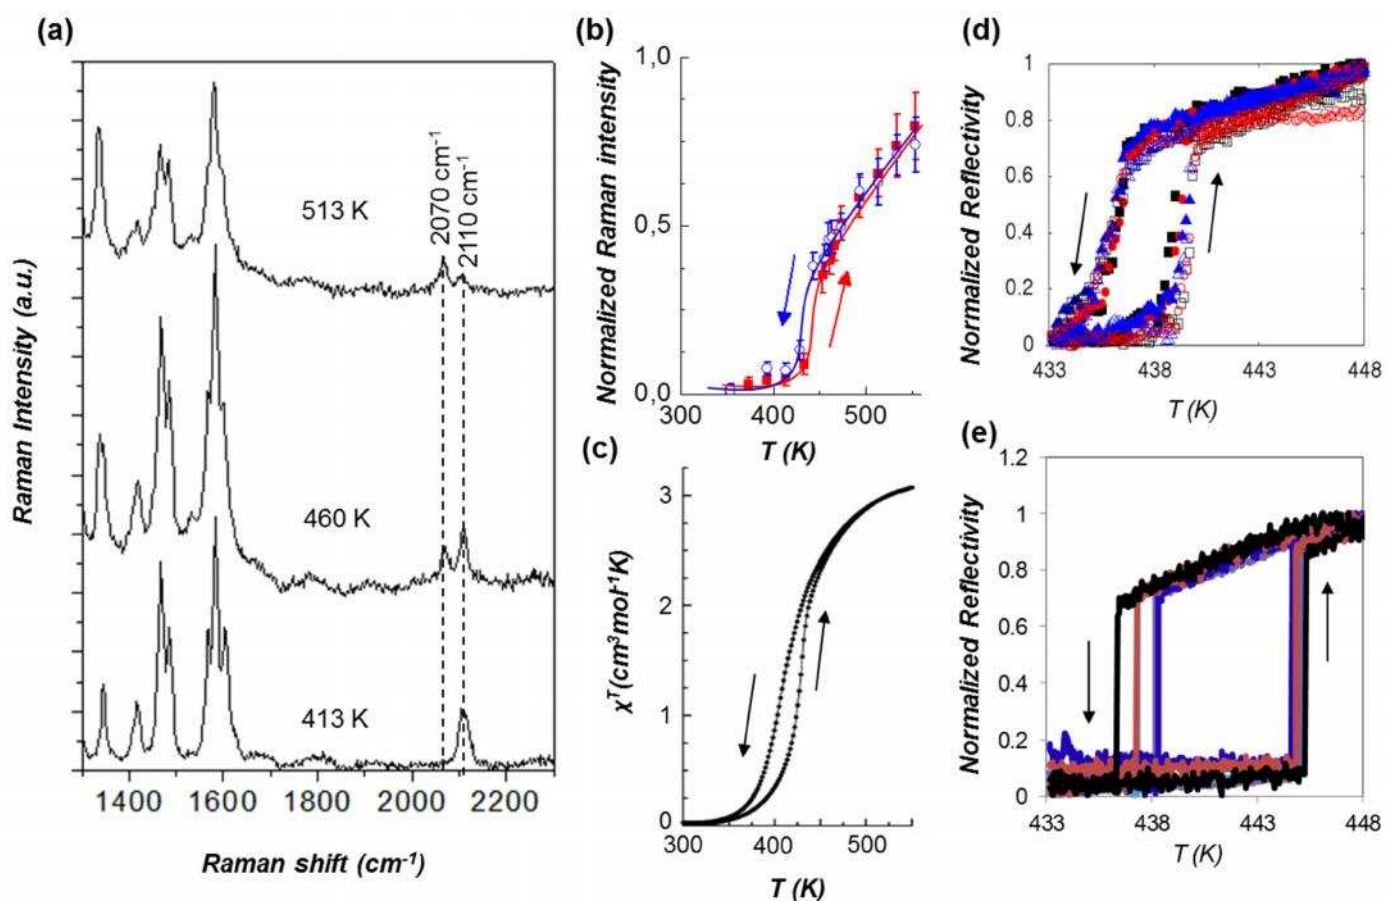 (a)
Raman Intensity (a.u.)
513 K
460 K
413 K
2070 cm⁻¹
2110 cm⁻¹
1400 1600 1800 2000 2200
Raman shift (cm⁻¹)
(b)
Normalized Raman intensity
1,0
0,5
0,0
300 400 500
T (K)
(c)
χᵀ(cm³mol⁻¹K)
3
2
1
0
300 400 500
T (K)
(d)
Normalized Reflectivity
1
0.8
0.6
0.4
0.2
0
433 438 443 448
T (K)
(e)
Normalized Reflectivity
1.2
1
0.8
0.6
0.4
0.2
0
433 438 443 448
T (K)